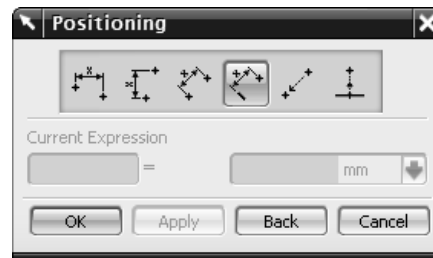 Positioning
Current Expression
= mm
OK Apply Back Cancel